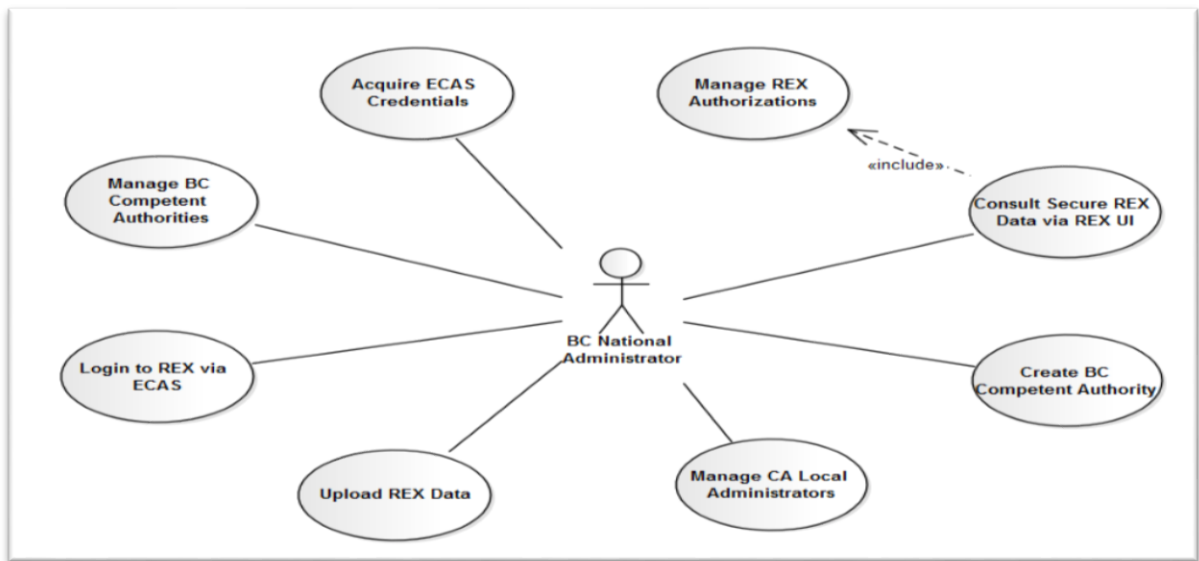 Acquire ECAS
Credentials
Manage REX
Authorizations
«include»
Manage BC
Competent
Authorities
Consult Secure REX
Data via REX UI
BC National
Administrator
Login to REX via
ECAS
Create BC
Competent Authority
Upload REX Data
Manage CA Local
Administrators